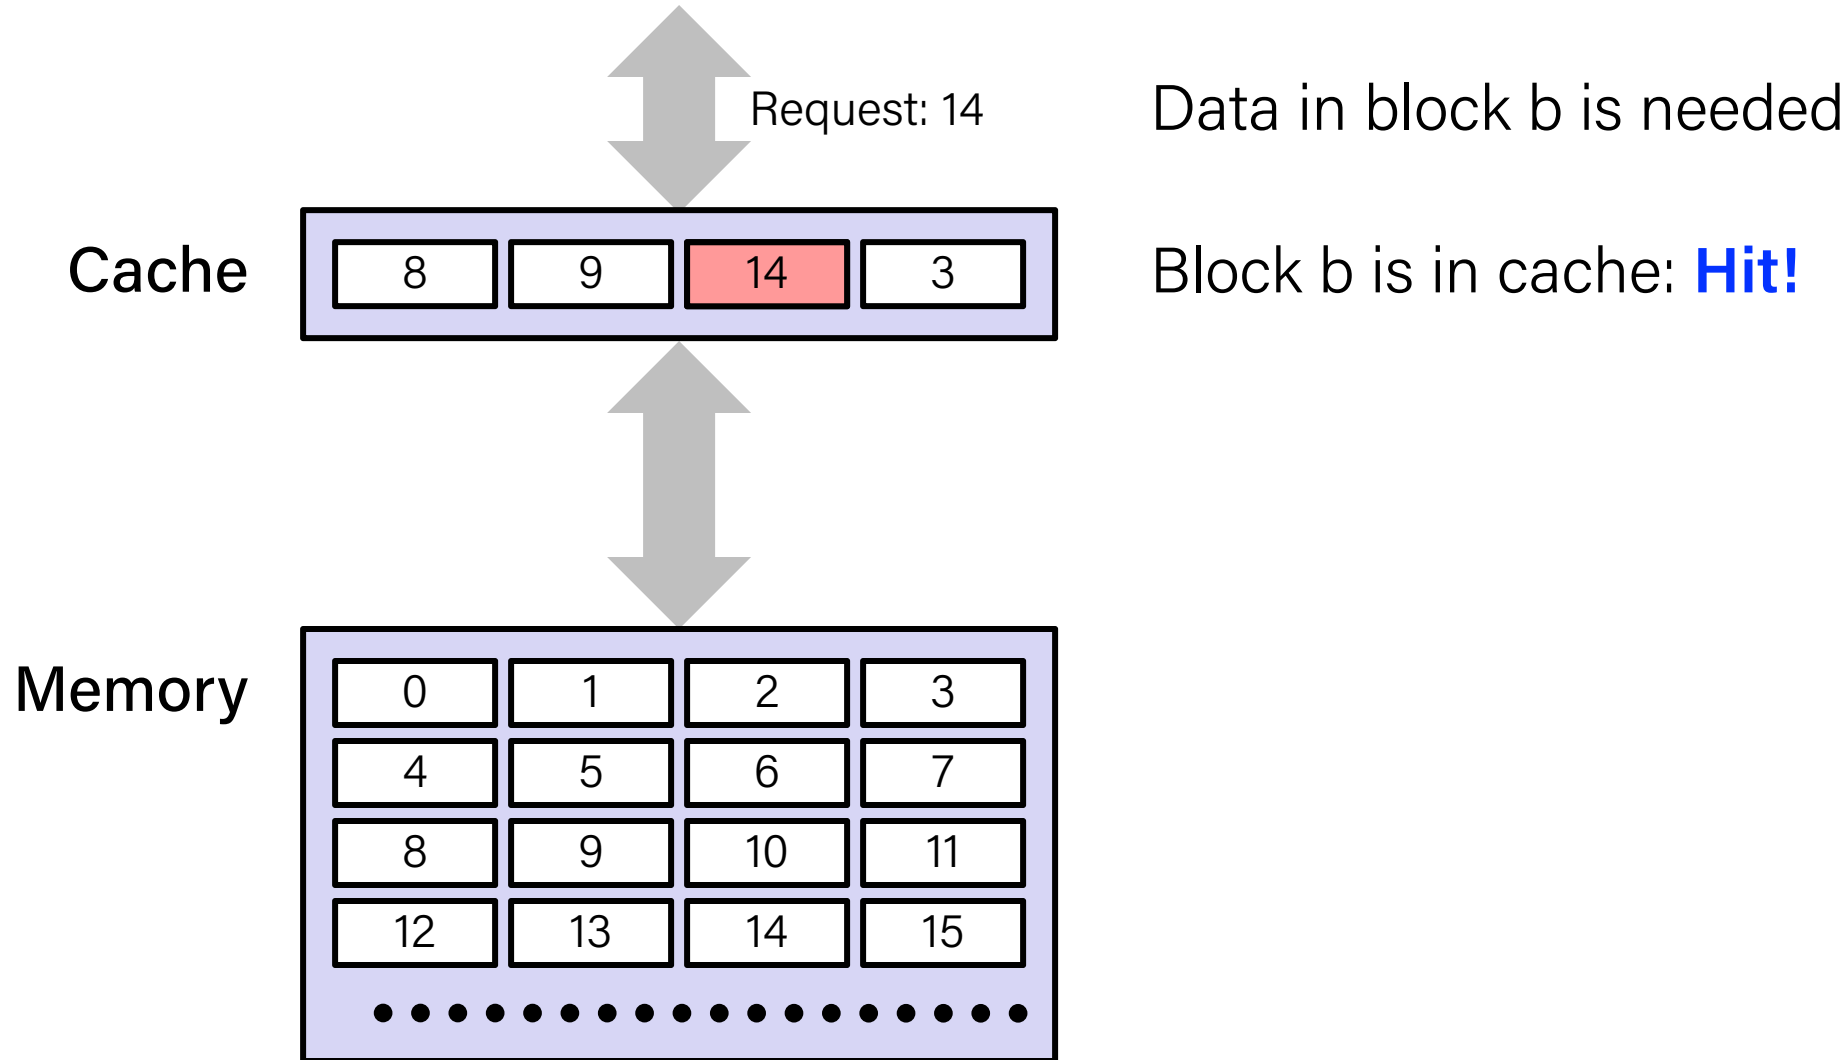 Request: 14
Data in block b is needed
Cache
8 9 14 3
Block b is in cache: Hit!
Memory
0 1 2 3
4 5 6 7
8 9 10 11
12 13 14 15